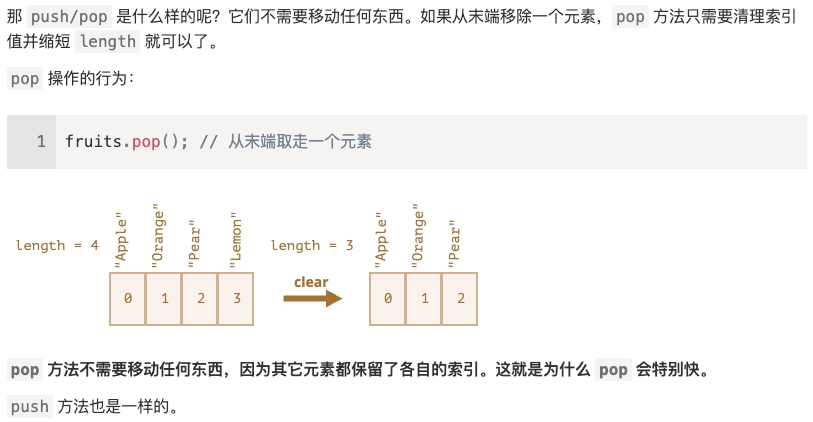 那 push/pop 是什么样的呢？它们不需要移动任何东西。如果从末端移除一个元素，pop 方法只需要清理索引
值并缩短 length 就可以了。
pop 操作的行为：
1 fruits.pop(); // 从末端取走一个元素
length = 4 "Apple" "Orange" "Pear" "Lemon" length = 3 "Apple" "Orange" "Pear"
clear
0 1 2 3 0 1 2
pop 方法不需要移动任何东西，因为其它元素都保留了各自的索引。这就是为什么 pop 会特别快。
push 方法也是一样的。